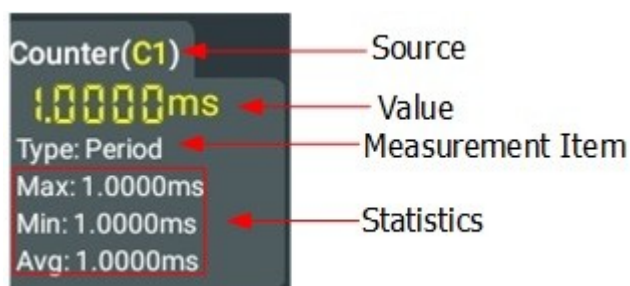 Counter(C1) Source
1.0000ms Value
Type: Period Measurement Item
Max: 1.0000ms
Min: 1.0000ms Statistics
Avg: 1.0000ms